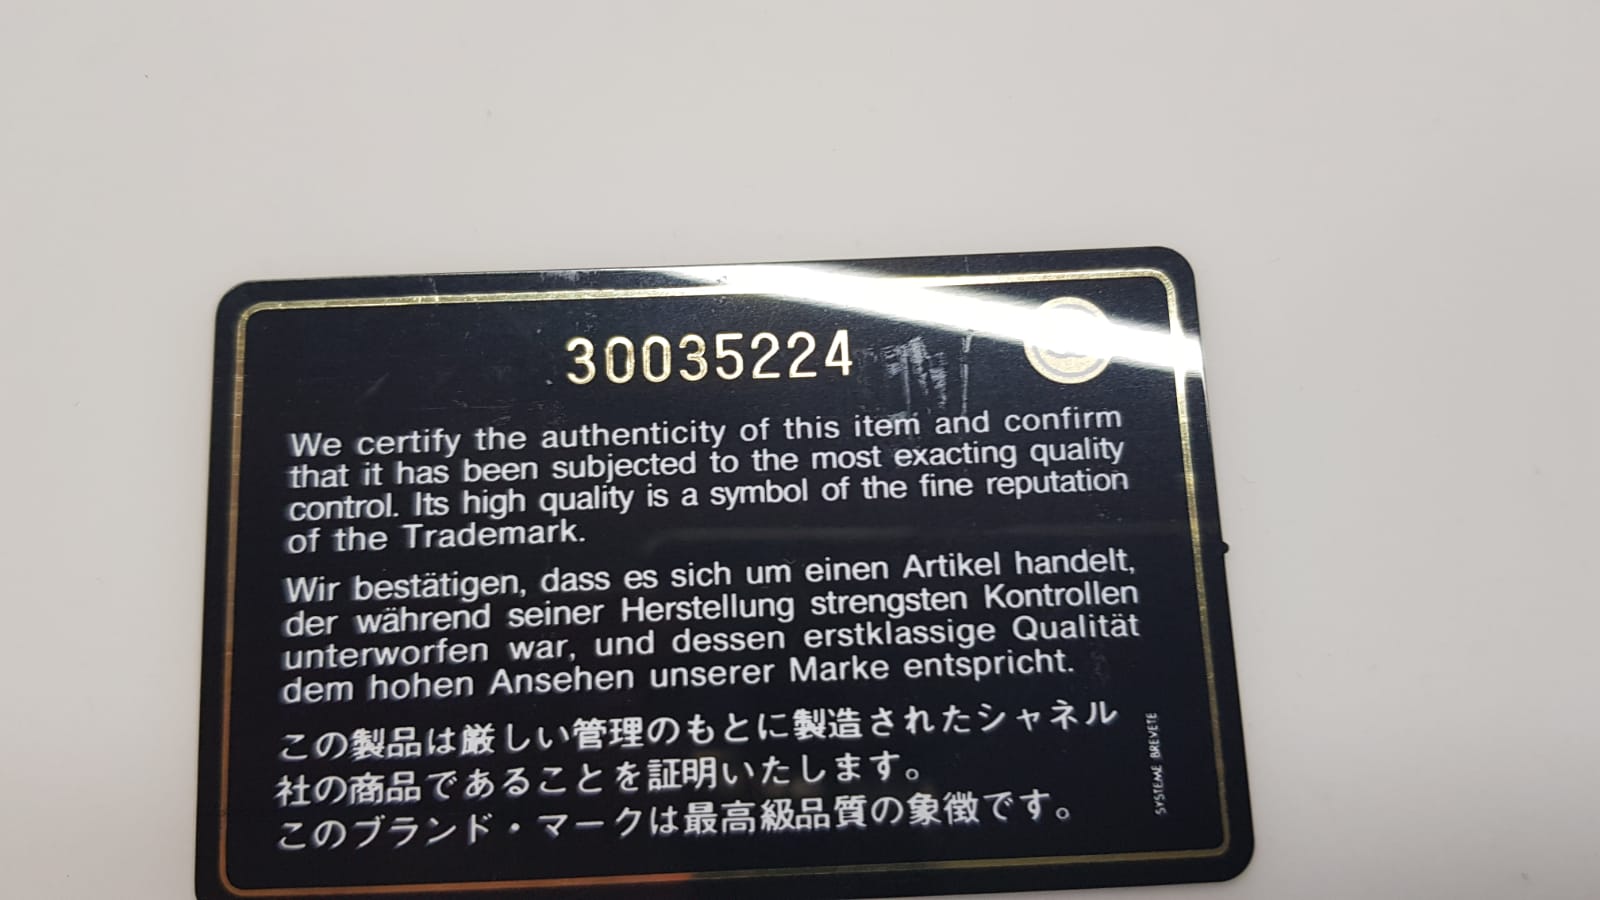 30035224
We certify the authenticity of this item and confirm
that it has been subjected to the most exacting quality
control. Its high quality is a symbol of the fine reputation
of the Trademark.
Wir bestätigen, dass es sich um einen Artikel handelt,
der während seiner Herstellung strengsten Kontrollen
unterworfen war, und dessen erstklassige Qualität
dem hohen Ansehen unserer Marke entspricht.
この製品は厳しい管理のもとに製造されたシャネル
社の商品であることを証明いたします。
このブランド・マークは最高級品質の象徴です。
SYSTEME BREVETE